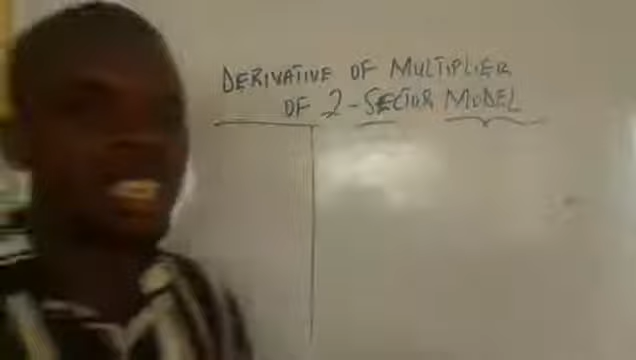 DERIVATIVE OF MULTIPLIER
OF 2-SECTOR MODEL